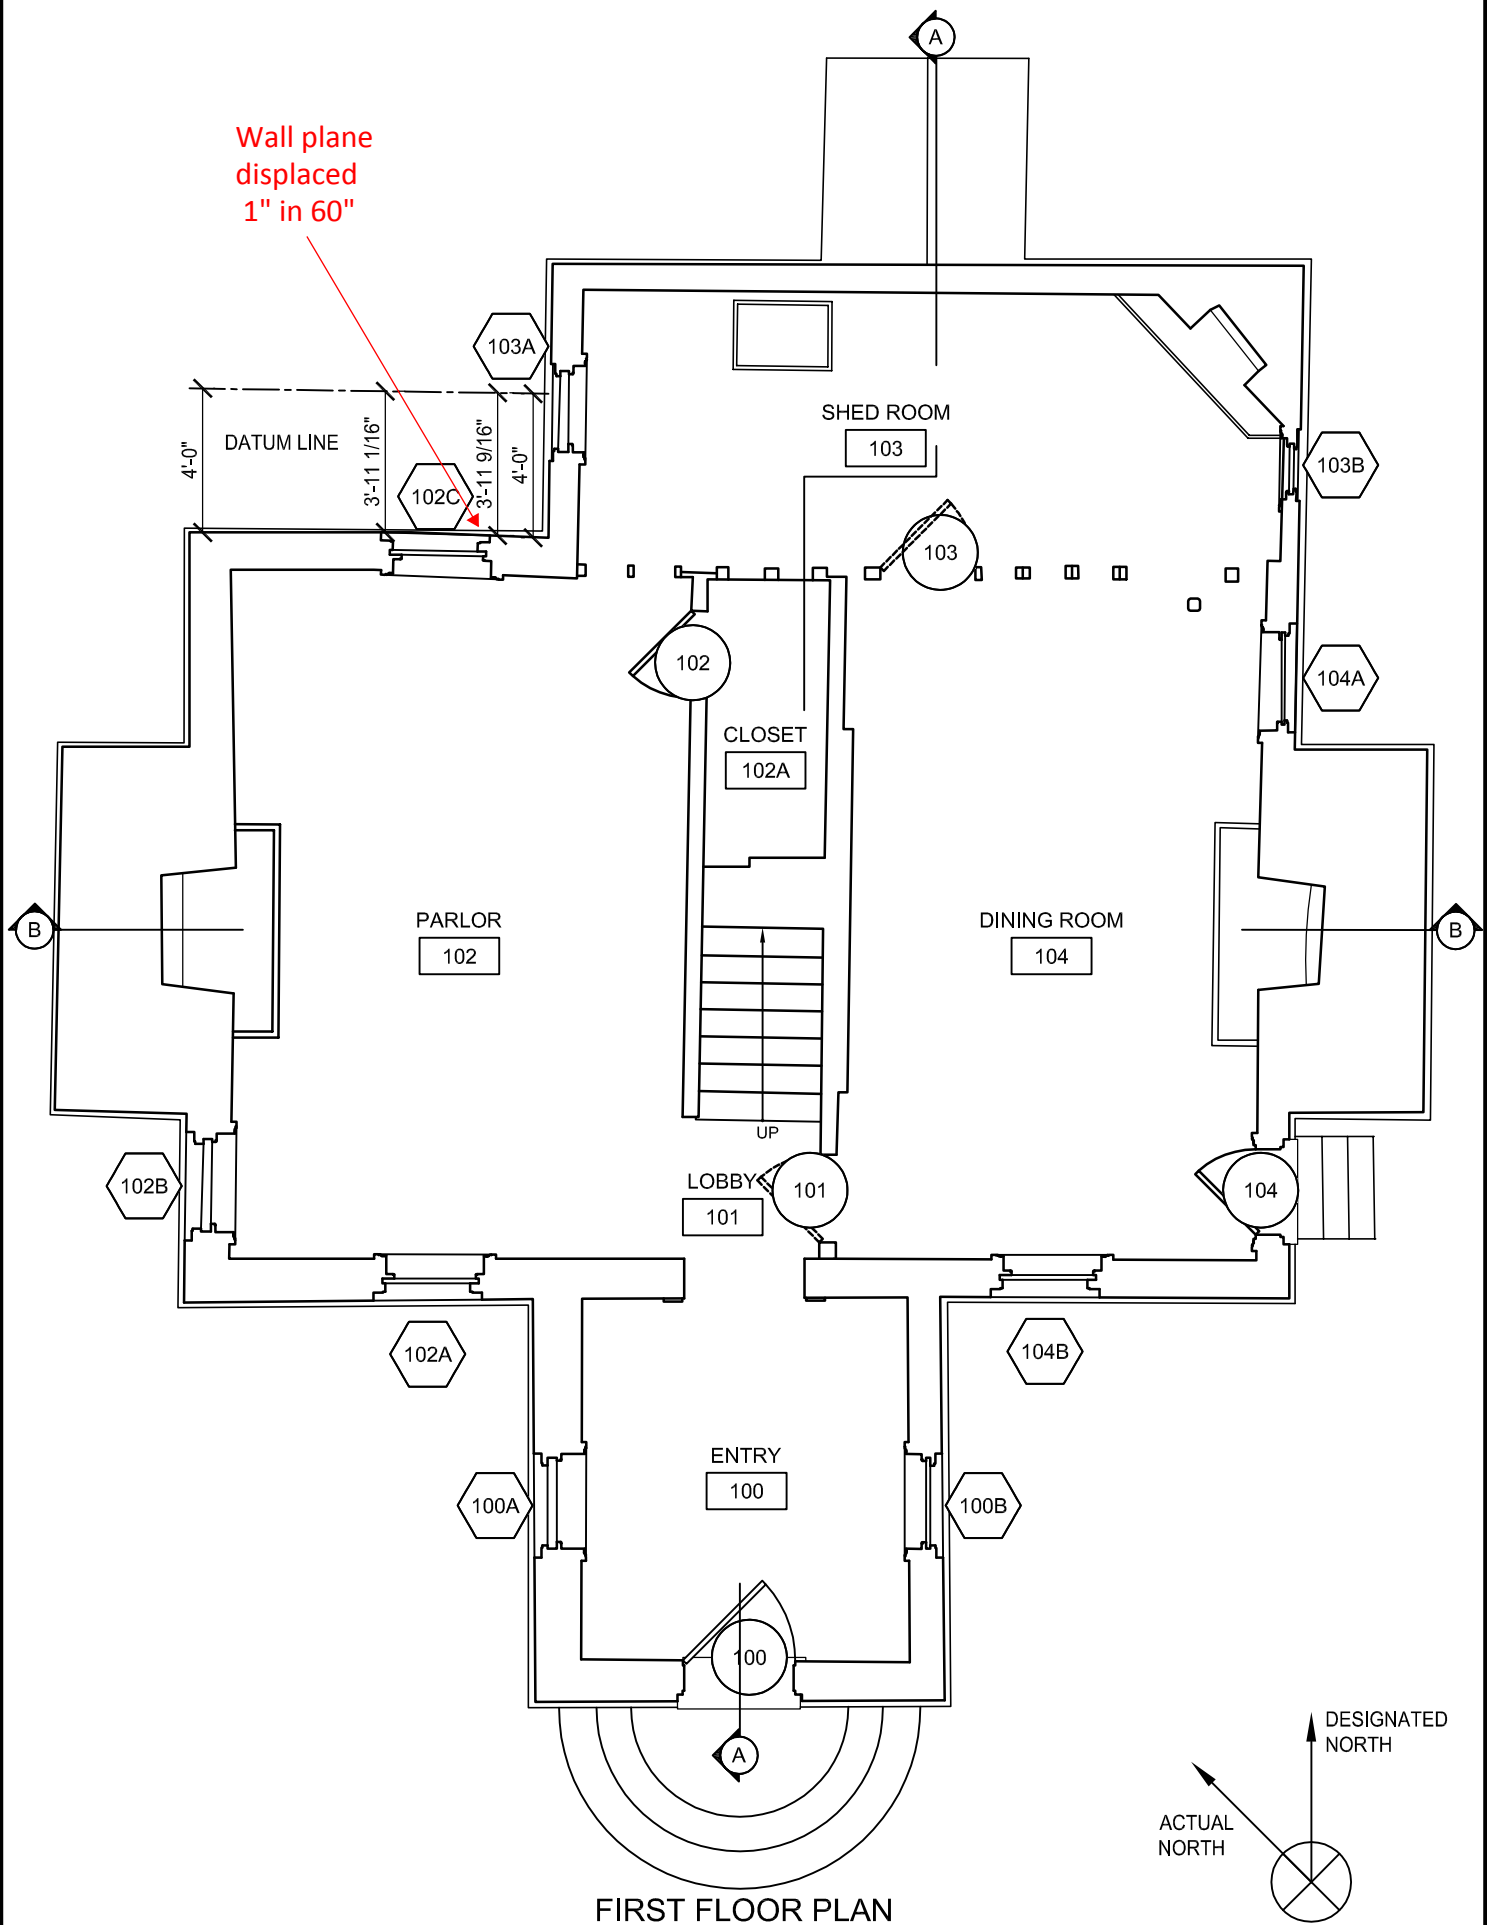 A
Wall plane
displaced
1" in 60"
103A
SHED ROOM
103
DATUM LINE
4'-0"
3'-11 1/16"
3'-11 9/16"
4'-0"
102C
103B
103
102
104A
CLOSET
102A
PARLOR
102
DINING ROOM
104
B
B
UP
LOBBY
101
101
102B
104
102A
104B
ENTRY
100
100A
100B
100
A
DESIGNATED
NORTH
ACTUAL
NORTH
FIRST FLOOR PLAN